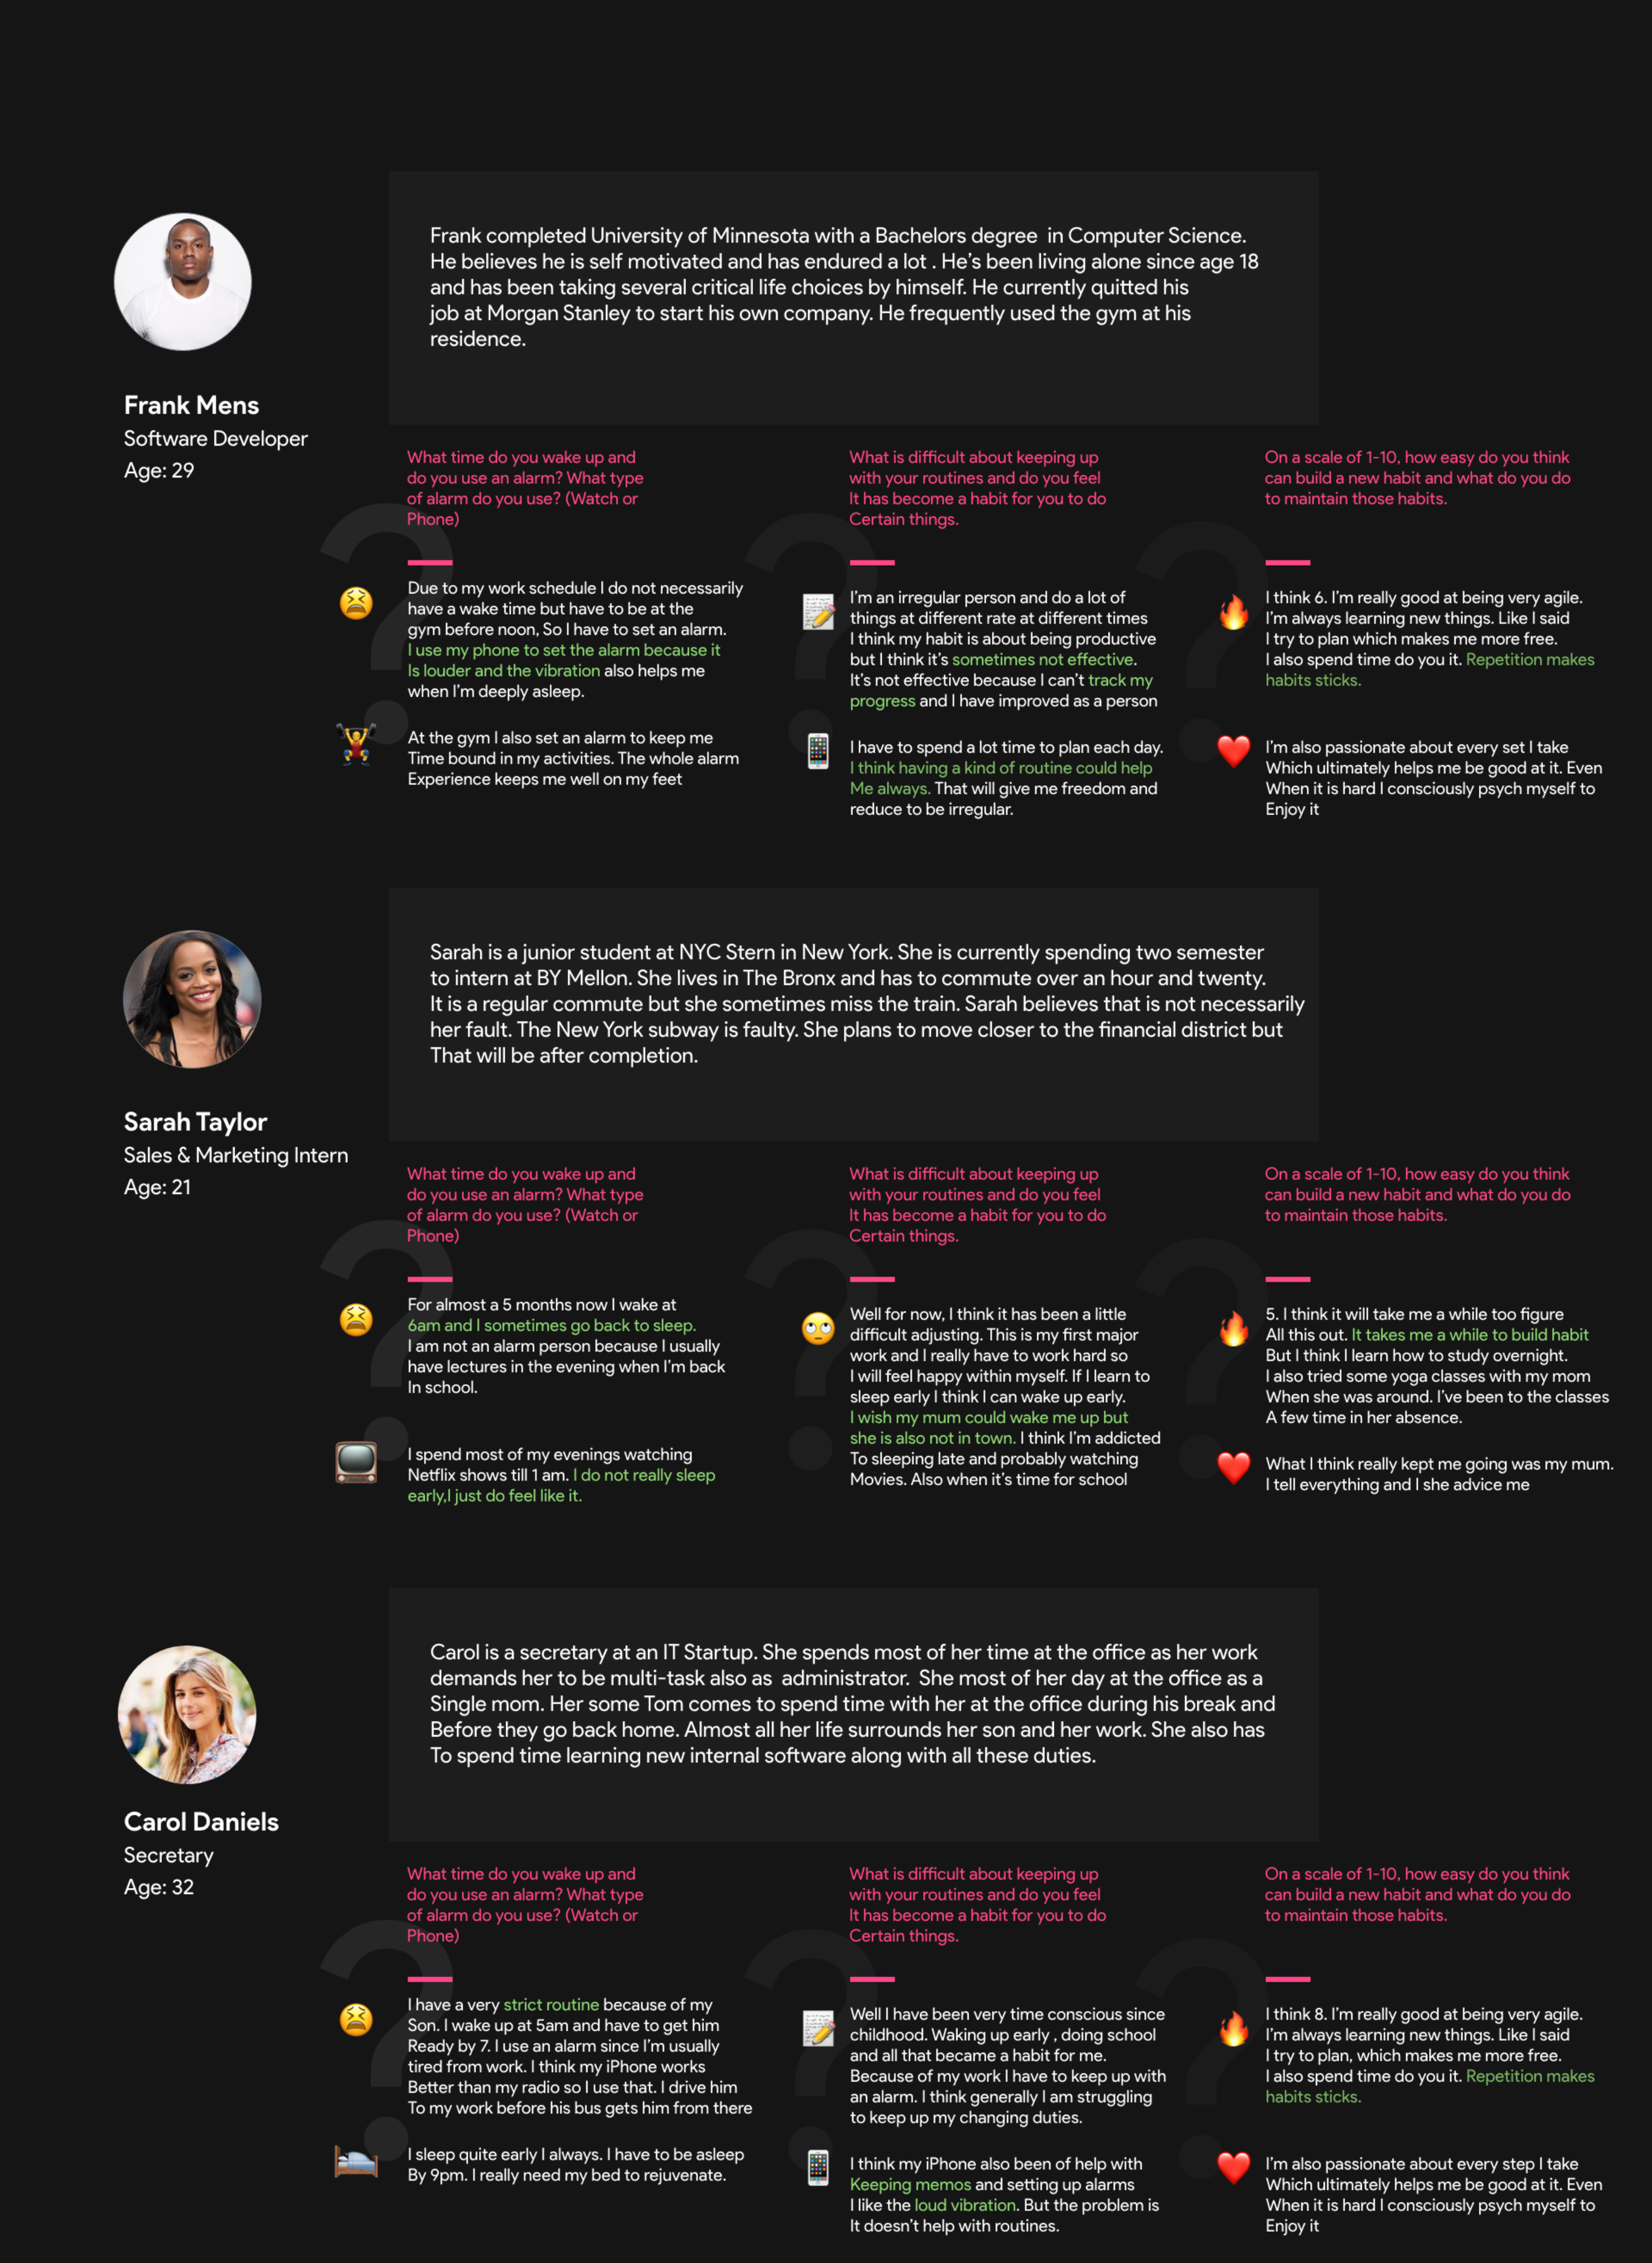 Frank completed University of Minnesota with a Bachelors degree in Computer Science.
He believes he is self motivated and has endured a lot . He's been living alone since age 18
and has been taking several critical life choices by himself. He currently quitted his
job at Morgan Stanley to start his own company. He frequently used the gym at his
residence.
Frank Mens
Software Developer
Age: 29
What time do you wake up and
do you use an alarm? What type
of alarm do you use? (Watch or
Phone)
?
Due to my work schedule I do not necessarily
have a wake time but have to be at the
gym before noon, So I have to set an alarm.
I use my phone to set the alarm because it
Is louder and the vibration also helps me
when I'm deeply asleep.
At the gym I also set an alarm to keep me
Time bound in my activities. The whole alarm
Experience keeps me well on my feet
What is difficult about keeping up
with your routines and do you feel
It has become a habit for you to do
Certain things.
?
I'm an irregular person and do a lot of
things at different rate at different times
I think my habit is about being productive
but I think it's sometimes not effective.
It's not effective because I can't track my
progress and I have improved as a person
I have to spend a lot time to plan each day.
I think having a kind of routine could help
Me always. That will give me freedom and
reduce to be irregular.
On a scale of 1-10, how easy do you think
can build a new habit and what do you do
to maintain those habits.
?
I think 6. I'm really good at being very agile.
I'm always learning new things. Like I said
I try to plan which makes me more free.
I also spend time do you it. Repetition makes
habits sticks.
I'm also passionate about every set I take
Which ultimately helps me be good at it. Even
When it is hard I consciously psych myself to
Enjoy it
Sarah is a junior student at NYC Stern in New York. She is currently spending two semester
to intern at BY Mellon. She lives in The Bronx and has to commute over an hour and twenty.
It is a regular commute but she sometimes miss the train. Sarah believes that is not necessarily
her fault. The New York subway is faulty. She plans to move closer to the financial district but
That will be after completion.
Sarah Taylor
Sales & Marketing Intern
Age: 21
What time do you wake up and
do you use an alarm? What type
of alarm do you use? (Watch or
Phone)
?
For almost a 5 months now I wake at
6am and I sometimes go back to sleep.
I am not an alarm person because I usually
have lectures in the evening when I'm back
In school.
I spend most of my evenings watching
Netflix shows till 1 am. I do not really sleep
early,I just do feel like it.
What is difficult about keeping up
with your routines and do you feel
It has become a habit for you to do
Certain things.
?
Well for now, I think it has been a little
difficult adjusting. This is my first major
work and I really have to work hard so
I will feel happy within myself. If I learn to
sleep early I think I can wake up early.
I wish my mum could wake me up but
she is also not in town. I think I'm addicted
To sleeping late and probably watching
Movies. Also when it's time for school
On a scale of 1-10, how easy do you think
can build a new habit and what do you do
to maintain those habits.
?
5. I think it will take me a while too figure
All this out. It takes me a while to build habit
But I think I learn how to study overnight.
I also tried some yoga classes with my mom
When she was around. I've been to the classes
A few time in her absence.
What I think really kept me going was my mum.
I tell everything and I she advice me
Carol is a secretary at an IT Startup. She spends most of her time at the office as her work
demands her to be multi-task also as administrator. She most of her day at the office as a
Single mom. Her some Tom comes to spend time with her at the office during his break and
Before they go back home. Almost all her life surrounds her son and her work. She also has
To spend time learning new internal software along with all these duties.
Carol Daniels
Secretary
Age: 32
What time do you wake up and
do you use an alarm? What type
of alarm do you use? (Watch or
Phone)
?
I have a very strict routine because of my
Son. I wake up at 5am and have to get him
Ready by 7. I use an alarm since I'm usually
tired from work. I think my iPhone works
Better than my radio so I use that. I drive him
To my work before his bus gets him from there
I sleep quite early I always. I have to be asleep
By 9pm. I really need my bed to rejuvenate.
What is difficult about keeping up
with your routines and do you feel
It has become a habit for you to do
Certain things.
?
Well I have been very time conscious since
childhood. Waking up early , doing school
and all that became a habit for me.
Because of my work I have to keep up with
an alarm. I think generally I am struggling
to keep up my changing duties.
I think my iPhone also been of help with
Keeping memos and setting up alarms
I like the loud vibration. But the problem is
It doesn't help with routines.
On a scale of 1-10, how easy do you think
can build a new habit and what do you do
to maintain those habits.
?
I think 8. I'm really good at being very agile.
I'm always learning new things. Like I said
I try to plan, which makes me more free.
I also spend time do you it. Repetition makes
habits sticks.
I'm also passionate about every step I take
Which ultimately helps me be good at it. Even
When it is hard I consciously psych myself to
Enjoy it